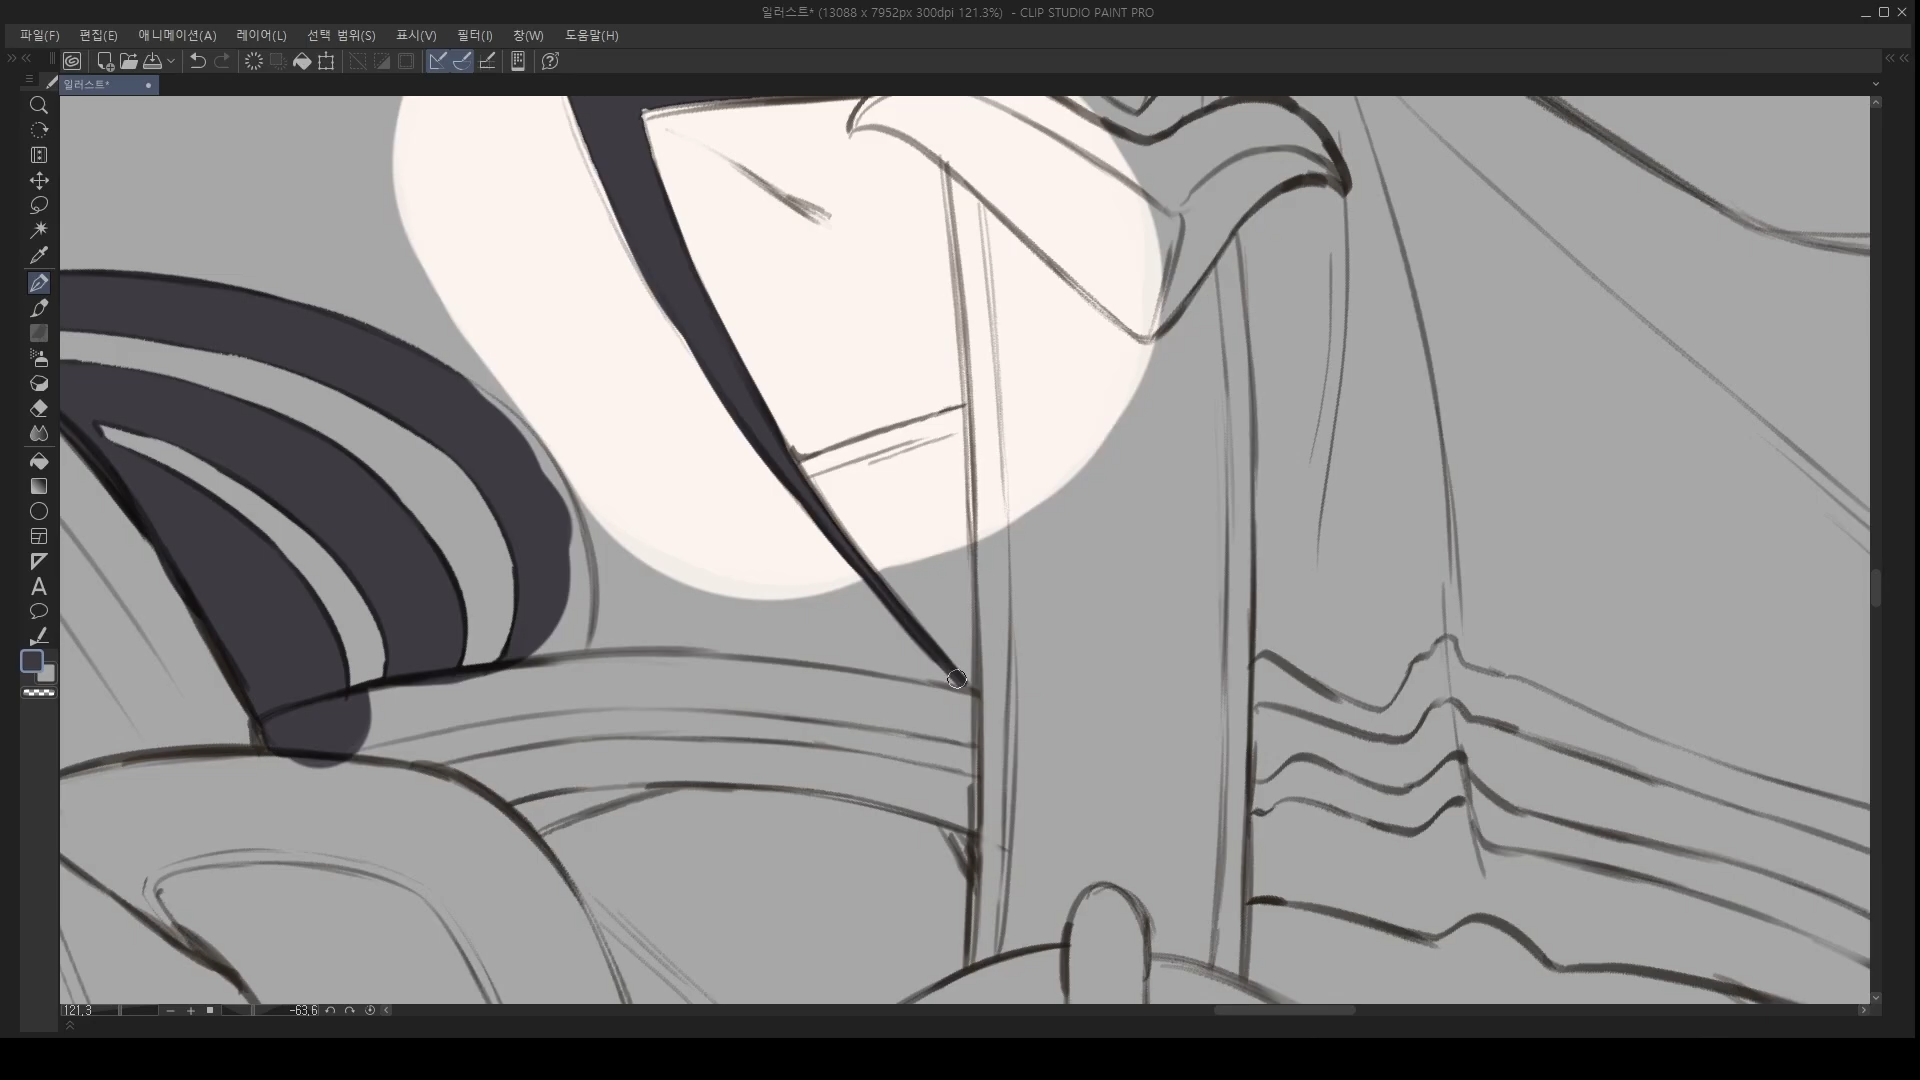 일러스트* (13088 x 7952px 300dpi 121.3%) - CLIP STUDIO PAINT PRO
파일(F) 편집(E) 애니메이션(A) 레이어(L) 선택 범위(S) 표시(V) 필터(I) 창(W) 도움말(H)
일러스트*
A
121.3
-63.6